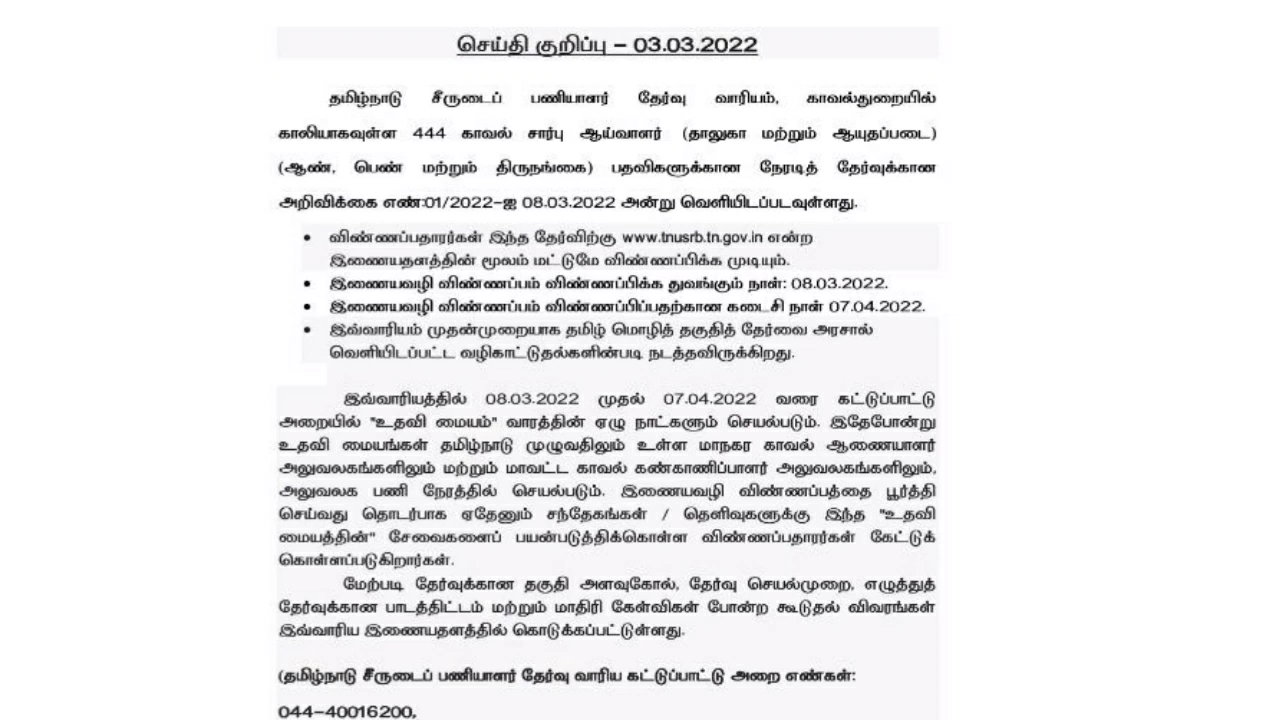 செய்தி குறிப்பு – 03.03.2022
தமிழ்நாடு சீருடைப் பணியாளர் தேர்வு வாரியம், காவல்துறையில்
காலியாகவுள்ள 444 காவல் சார்பு ஆய்வாளர் (தாலுகா மற்றும் ஆயுதப்படை)
(ஆண், பெண் மற்றும் திருநங்கை) பதவிகளுக்கான நேரடித் தேர்வுக்கான
அறிவிக்கை எண்:01/2022–ஐ 08.03.2022 அன்று வெளியிடப்படவுள்ளது.
• விண்ணப்பதாரர்கள் இந்த தேர்விற்கு www.tnusrb.tn.gov.in என்ற
இணையதளத்தின் மூலம் மட்டுமே விண்ணப்பிக்க முடியும்.
• இணையவழி விண்ணப்பம் விண்ணப்பிக்க துவங்கும் நாள்: 08.03.2022.
• இணையவழி விண்ணப்பம் விண்ணப்பிப்பதற்கான கடைசி நாள் 07.04.2022.
• இவ்வாரியம் முதன்முறையாக தமிழ் மொழித் தகுதித் தேர்வை அரசால்
வெளியிடப்பட்ட வழிகாட்டுதல்களின்படி நடத்தவிருக்கிறது.
இவ்வாரியத்தில் 08.03.2022 முதல் 07.04.2022 வரை கட்டுப்பாட்டு
அறையில் "உதவி மையம்" வாரத்தின் ஏழு நாட்களும் செயல்படும். இதேபோன்று
உதவி மையங்கள் தமிழ்நாடு முழுவதிலும் உள்ள மாநகர காவல் ஆணையாளர்
அலுவலகங்களிலும் மற்றும் மாவட்ட காவல் கண்காணிப்பாளர் அலுவலகங்களிலும்,
அலுவலக பணி நேரத்தில் செயல்படும். இணையவழி விண்ணப்பத்தை பூர்த்தி
செய்வது தொடர்பாக ஏதேனும் சந்தேகங்கள் / தெளிவுகளுக்கு இந்த "உதவி
மையத்தின்" சேவைகளைப் பயன்படுத்திக்கொள்ள விண்ணப்பதாரர்கள் கேட்டுக்
கொள்ளப்படுகிறார்கள்.
மேற்படி தேர்வுக்கான தகுதி அளவுகோல், தேர்வு செயல்முறை, எழுத்துத்
தேர்வுக்கான பாடத்திட்டம் மற்றும் மாதிரி கேள்விகள் போன்ற கூடுதல் விவரங்கள்
இவ்வாரிய இணையதளத்தில் கொடுக்கப்பட்டுள்ளது.
(தமிழ்நாடு சீருடைப் பணியாளர் தேர்வு வாரிய கட்டுப்பாட்டு அறை எண்கள்:
044–40016200,